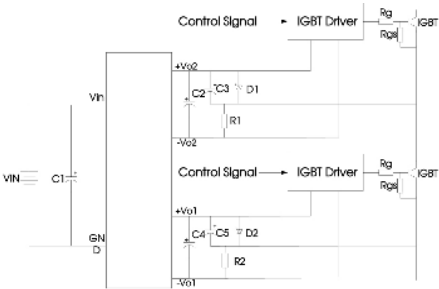 Control Signal
IGBT Driver
Rg
Rgs
IGBT
+Vo2
Vin
C2
C3
D1
R1
-Vo2
VIN
C1
Control Signal
IGBT Driver
Rg
Rgs
IGBT
+Vo1
C4
C5
D2
GN
D
R2
-Vo1